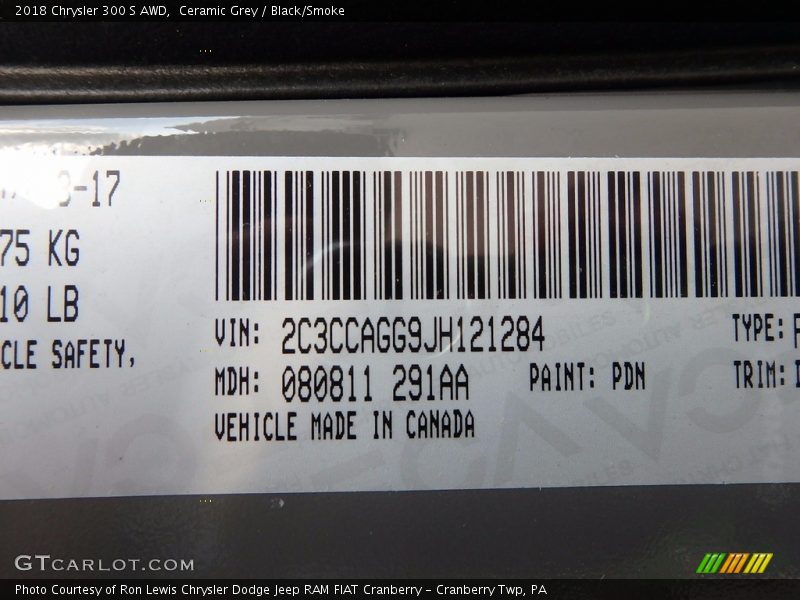 2018 Chrysler 300 S AWD,  Ceramic Grey / Black/Smoke
3-17
75 KG
10 LB
CLE SAFETY,
VIN: 2C3CCAGG9JH121284
TYPE:
MDH: 080811 291AA
PAINT: PDN
TRIM:
VEHICLE MADE IN CANADA
GTCARLOT.COM
Photo Courtesy of Ron Lewis Chrysler Dodge Jeep RAM FIAT Cranberry – Cranberry Twp, PA